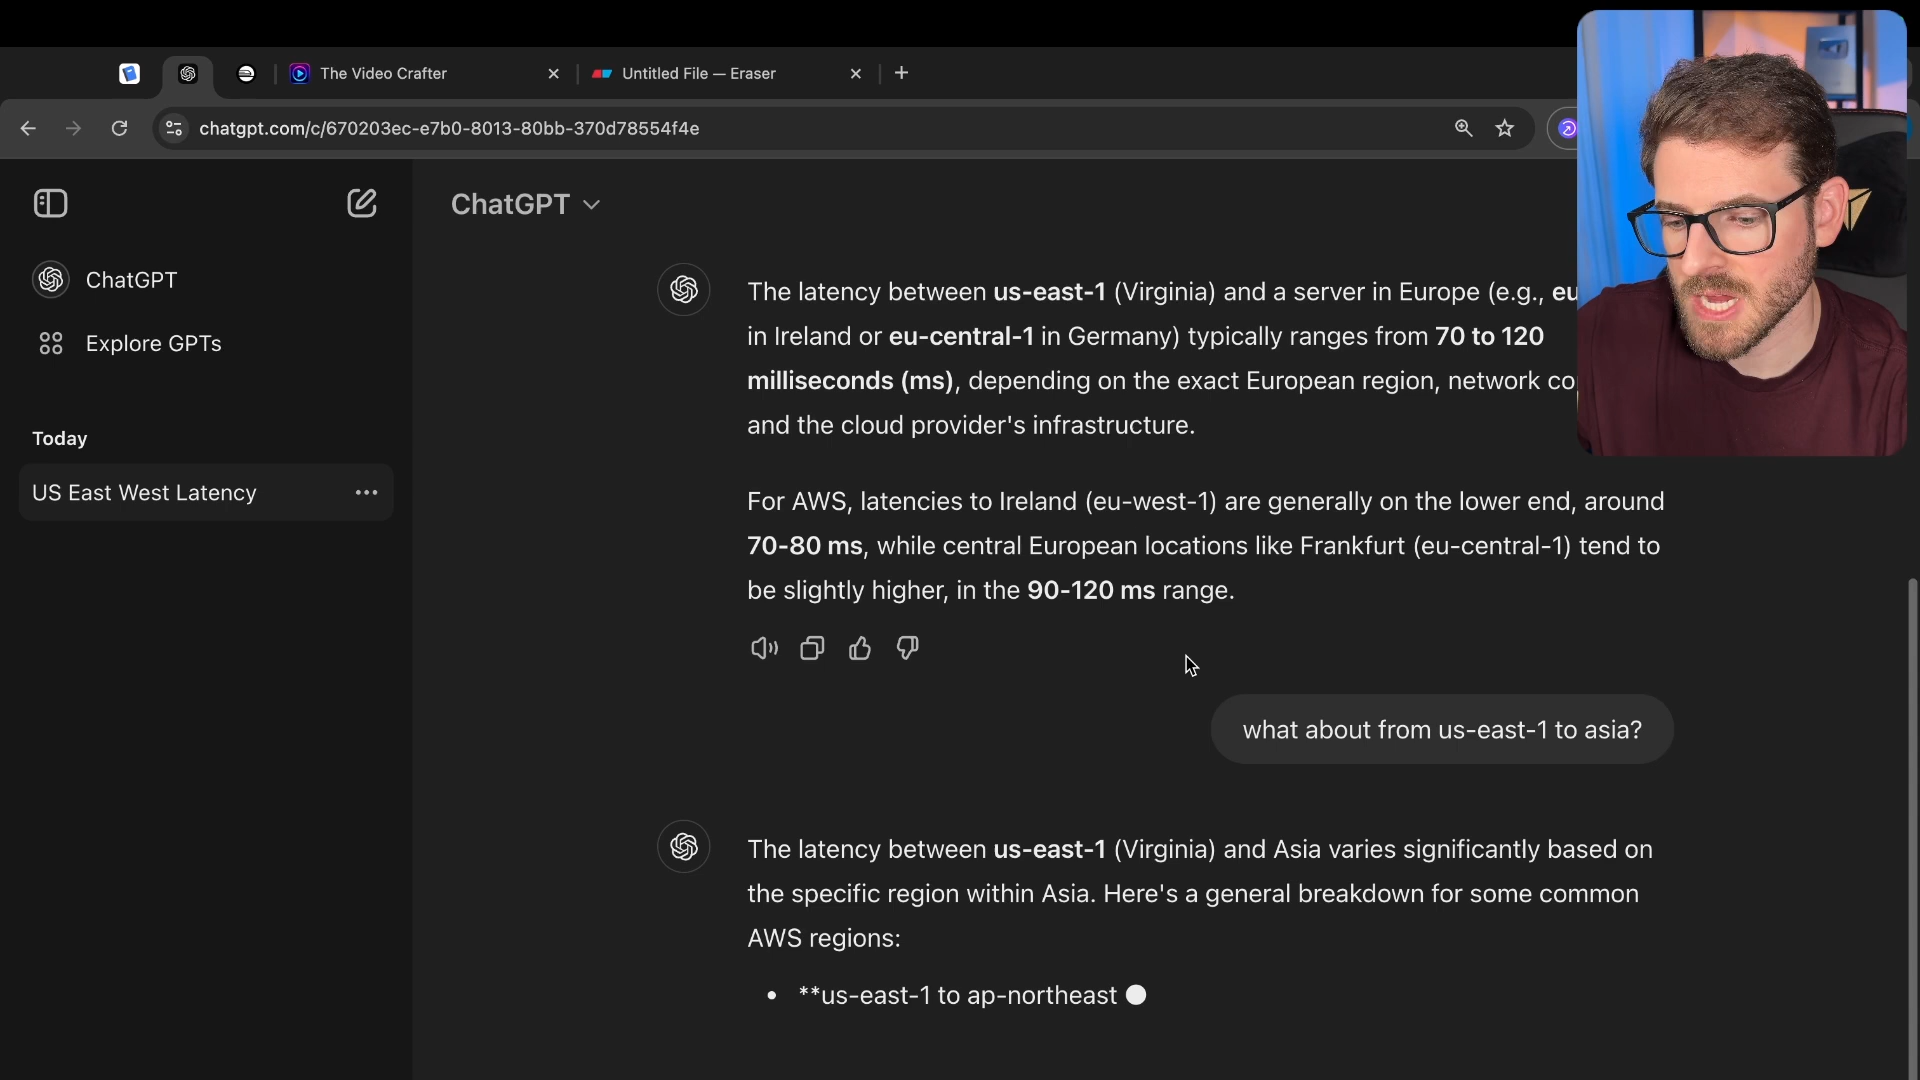 The Video Crafter
Untitled File — Eraser
chatgpt.com/c/670203ec-e7b0-8013-80bb-370d78554f4e
ChatGPT
Explore GPTs
Today
US East West Latency
ChatGPT
The latency between us-east-1 (Virginia) and a server in Europe (e.g., eu
in Ireland or eu-central-1 in Germany) typically ranges from 70 to 120
milliseconds (ms), depending on the exact European region, network co
and the cloud provider's infrastructure.
For AWS, latencies to Ireland (eu-west-1) are generally on the lower end, around
70-80 ms, while central European locations like Frankfurt (eu-central-1) tend to
be slightly higher, in the 90-120 ms range.
what about from us-east-1 to asia?
The latency between us-east-1 (Virginia) and Asia varies significantly based on
the specific region within Asia. Here's a general breakdown for some common
AWS regions:
• **us-east-1 to ap-northeast